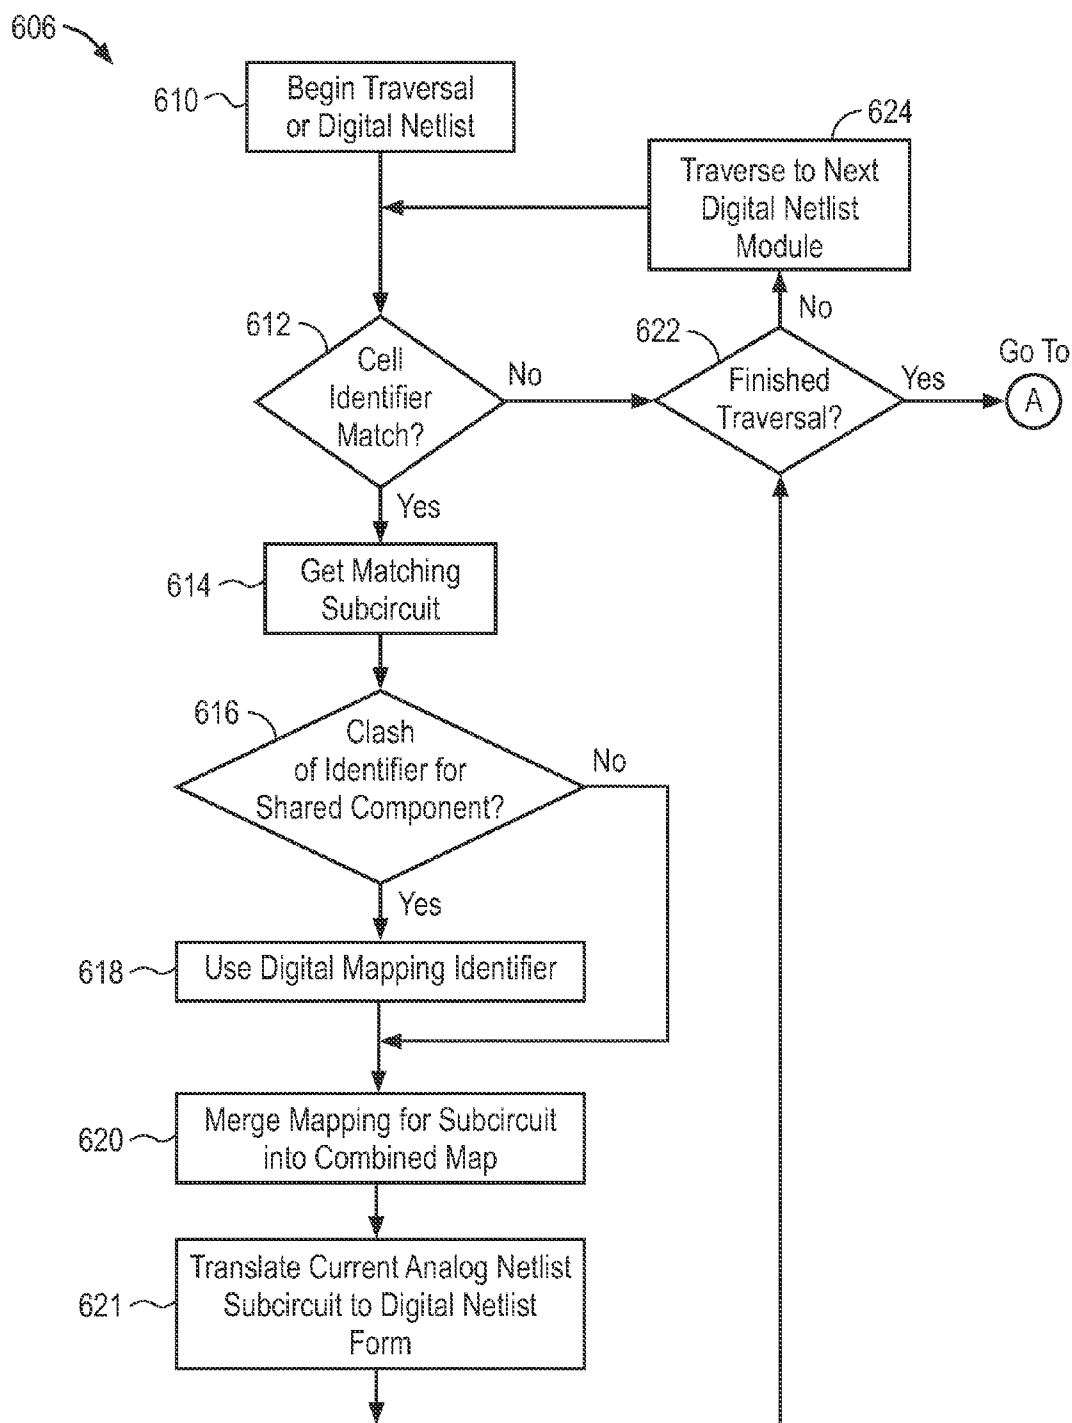 606
610
Begin Traversal
or Digital Netlist
624
Traverse to Next
Digital Netlist
Module
612
Cell
Identifier
Match?
No
622
Finished
Traversal?
No
Yes
Go To
A
Yes
614
Get Matching
Subcircuit
616
Clash
of Identifier for
Shared Component?
No
Yes
618
Use Digital Mapping Identifier
620
Merge Mapping for Subcircuit
into Combined Map
621
Translate Current Analog Netlist
Subcircuit to Digital Netlist
Form